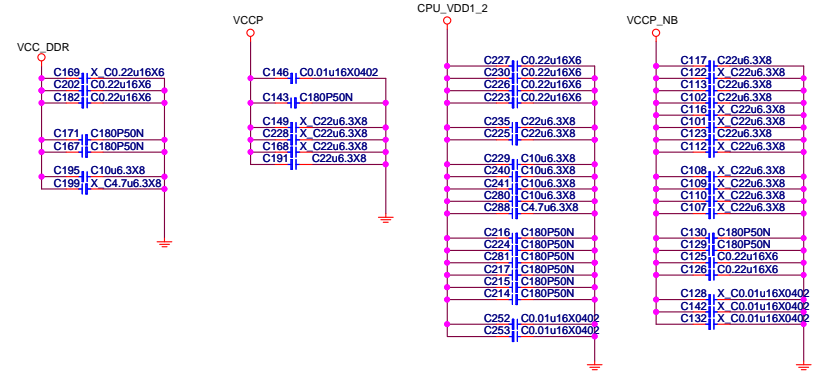 VCC_DDR
C169 X_C0.22u16X6
C202 C0.22u16X6
C182 C0.22u16X6
C171 C180P50N
C167 C180P50N
C195 C10u6.3X8
C199 X_C4.7u6.3X8
VCCP
C146 C0.01u16X0402
C143 C180P50N
C149 X_C22u6.3X8
C228 X_C22u6.3X8
C168 X_C22u6.3X8
C191 C22u6.3X8
CPU_VDD1_2
C227 C0.22u16X6
C230 C0.22u16X6
C226 C0.22u16X6
C223 C0.22u16X6
C235 C22u6.3X8
C225 C22u6.3X8
C229 C10u6.3X8
C240 C10u6.3X8
C241 C10u6.3X8
C280 C10u6.3X8
C288 C4.7u6.3X8
C216 C180P50N
C224 C180P50N
C281 C180P50N
C217 C180P50N
C215 C180P50N
C214 C180P50N
C252 C0.01u16X0402
C253 C0.01u16X0402
VCCP_NB
C117 C22u6.3X8
C122 X_C22u6.3X8
C113 C22u6.3X8
C102 C22u6.3X8
C116 X_C22u6.3X8
C101 X_C22u6.3X8
C123 C22u6.3X8
C112 X_C22u6.3X8
C108 X_C22u6.3X8
C109 X_C22u6.3X8
C110 X_C22u6.3X8
C107 X_C22u6.3X8
C130 C180P50N
C129 C180P50N
C125 C0.22u16X6
C126 C0.22u16X6
C128 X_C0.01u16X0402
C142 X_C0.01u16X0402
C132 X_C0.01u16X0402